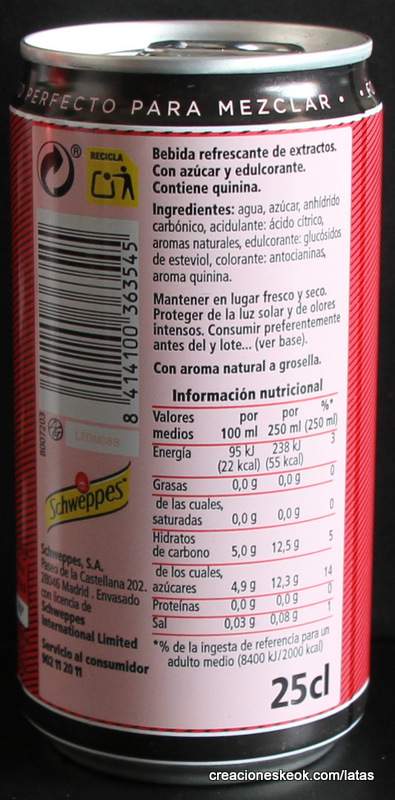 PERFECTO PARA MEZCLAR •
®
RECICLA
Bebida refrescante de extractos.
Con azúcar y edulcorante.
Contiene quinina.
Ingredientes: agua, azúcar, anhídrido
carbónico, acidulante: ácido cítrico,
aromas naturales, edulcorante: glucósidos
de esteviol, colorante: antocianinas,
aroma quinina.
Mantener en lugar fresco y seco.
Proteger de la luz solar y de olores
intensos. Consumir preferentemente
antes del y lote... (ver base).
Con aroma natural a grosella.
8 414100 363545
8007203
Información nutricional
Valores medios por 100 ml por 250 ml %* (250 ml)
Energía 95 kJ (22 kcal) 238 kJ (55 kcal) 3
Grasas 0,0 g 0,0 g 0
de las cuales, saturadas 0,0 g 0,0 g 0
Hidratos de carbono 5,0 g 12,5 g 5
de los cuales, azúcares 4,9 g 12,3 g 14
Proteínas 0,0 g 0,0 g 0
Sal 0,03 g 0,08 g 1
*% de la ingesta de referencia para un
adulto medio (8400 kJ/2000 kcal)
25cl
Schweppes
Schweppes, S.A.
Paseo de la Castellana 202.
28046 Madrid. Envasado
con licencia de
Schweppes
International Limited
Servicio al consumidor
902 11 20 11
creacioneskeok.com/latas